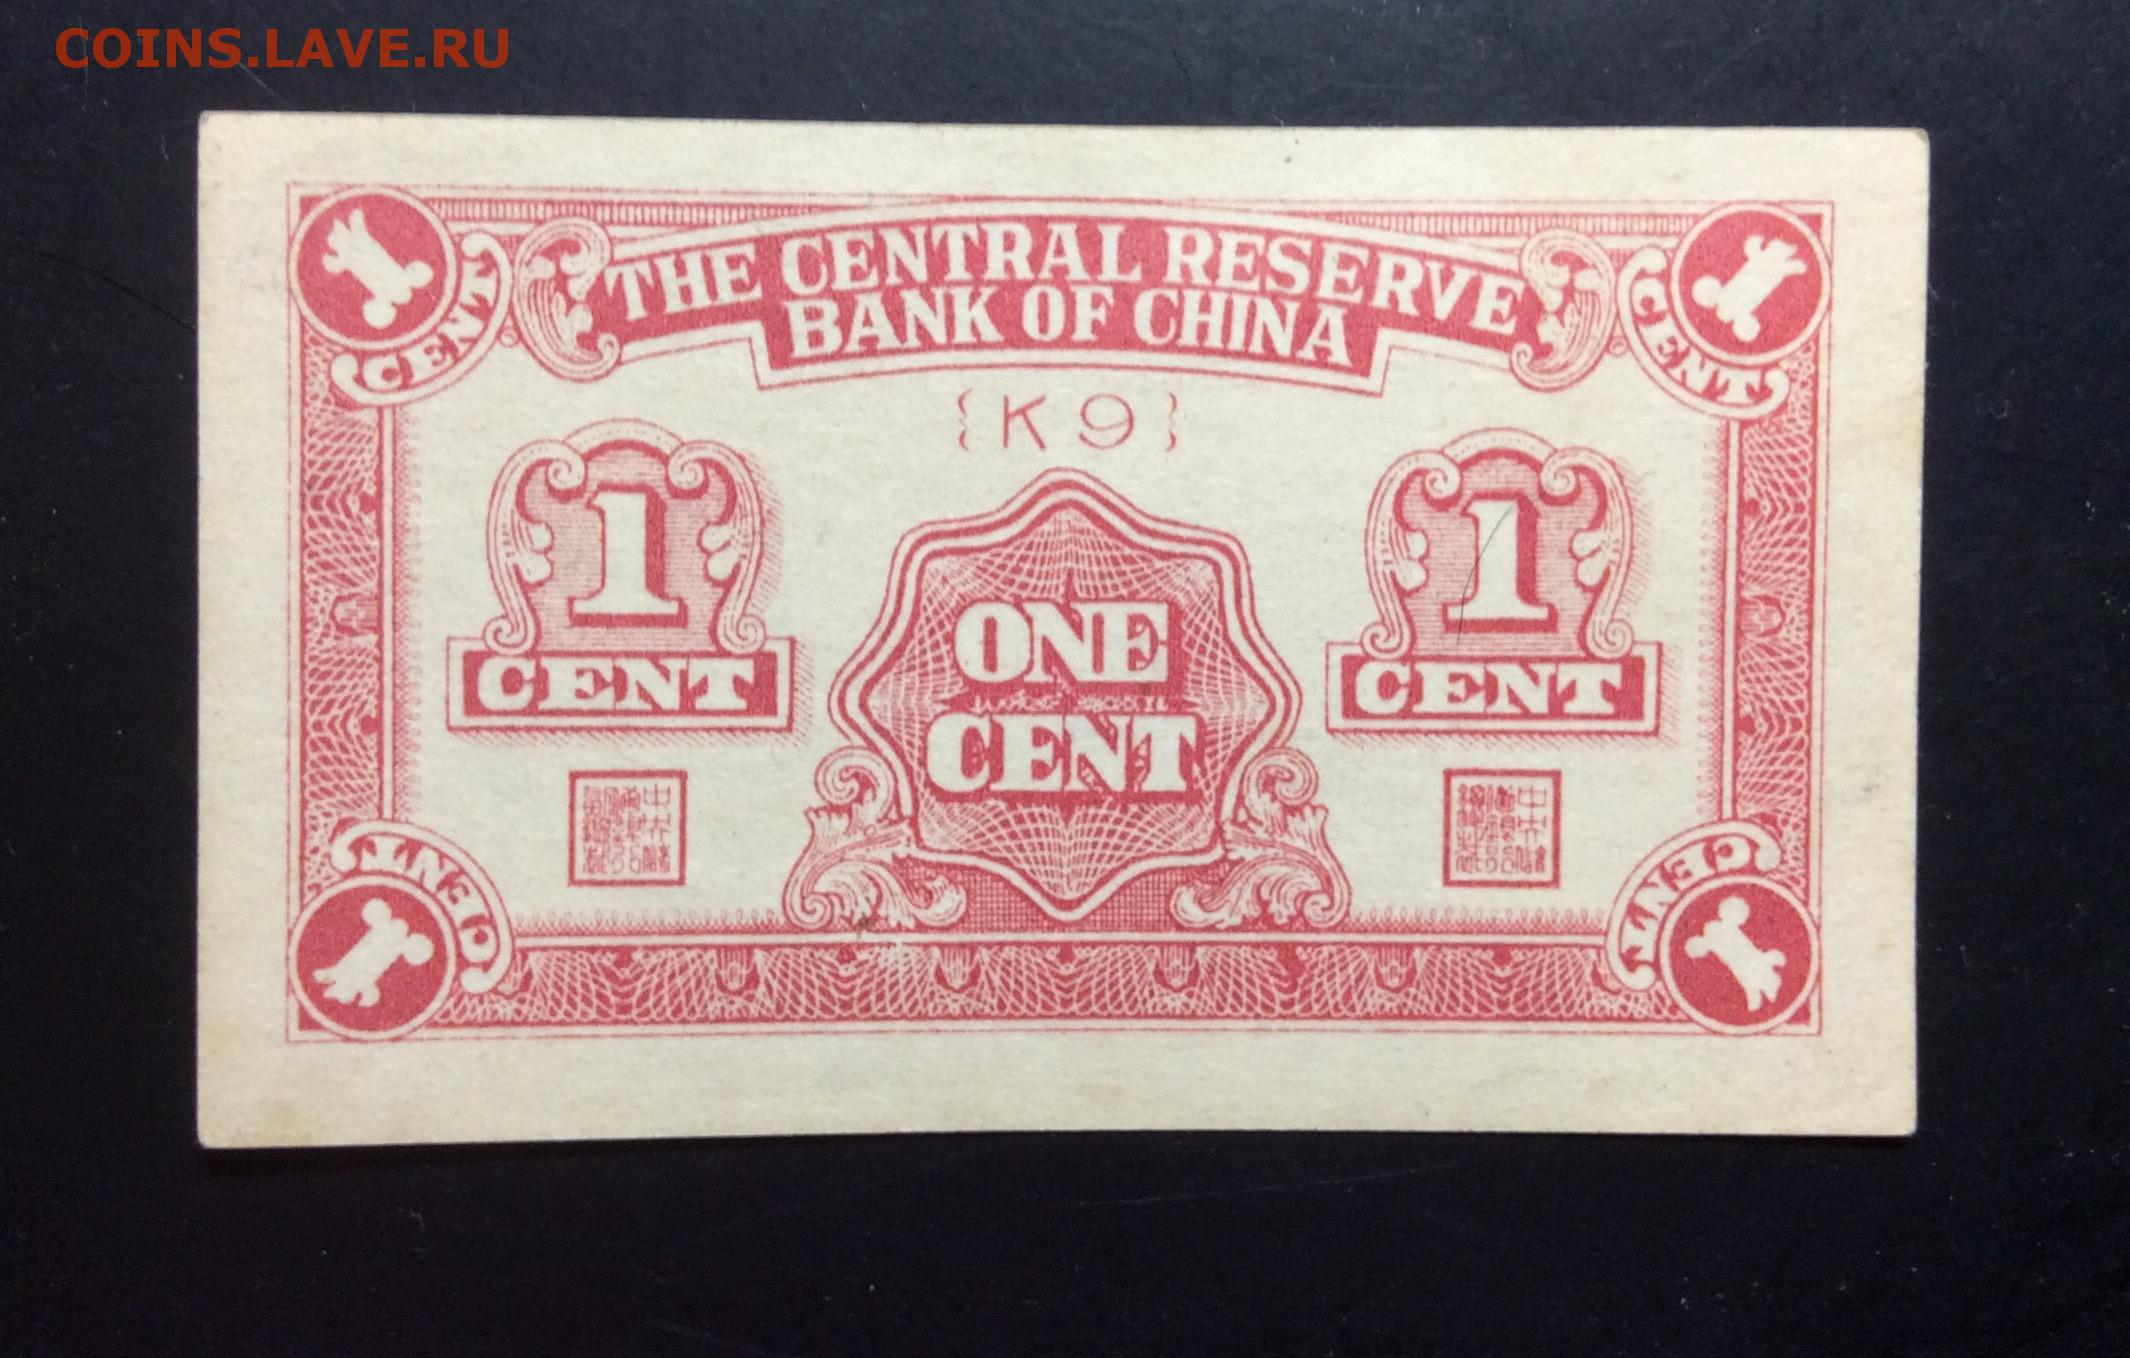 COINS.LAVE.RU
THE CENTRAL RESERVE
BANK OF CHINA
CENT
CENT
{K9}
1
CENT
ONE
CENT
1
CENT
CENT
CENT